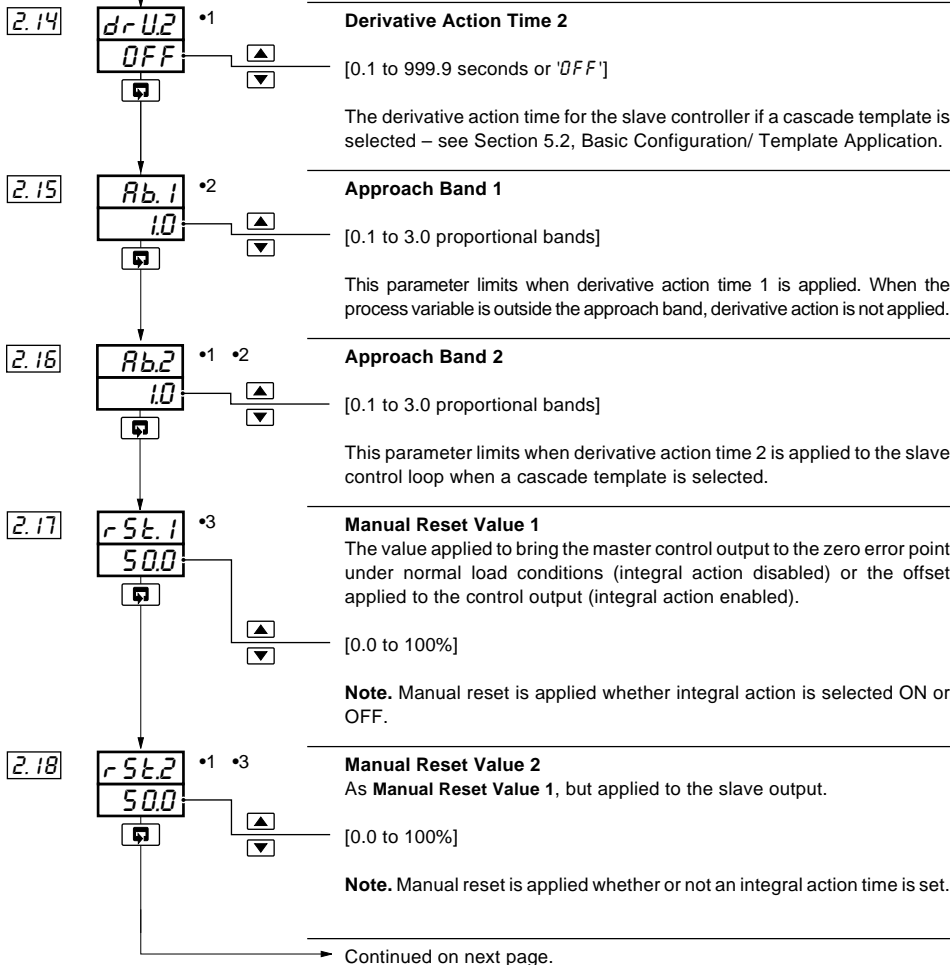 2.14
drU.2 •1
OFF
Derivative Action Time 2
[0.1 to 999.9 seconds or 'OFF']
The derivative action time for the slave controller if a cascade template is
selected – see Section 5.2, Basic Configuration/ Template Application.
2.15
Ab.1 •2
1.0
Approach Band 1
[0.1 to 3.0 proportional bands]
This parameter limits when derivative action time 1 is applied. When the
process variable is outside the approach band, derivative action is not applied.
2.16
Ab.2 •1 •2
1.0
Approach Band 2
[0.1 to 3.0 proportional bands]
This parameter limits when derivative action time 2 is applied to the slave
control loop when a cascade template is selected.
2.17
rSt.1 •3
50.0
Manual Reset Value 1
The value applied to bring the master control output to the zero error point
under normal load conditions (integral action disabled) or the offset
applied to the control output (integral action enabled).
[0.0 to 100%]
Note. Manual reset is applied whether integral action is selected ON or
OFF.
2.18
rSt.2 •1 •3
50.0
Manual Reset Value 2
As Manual Reset Value 1, but applied to the slave output.
[0.0 to 100%]
Note. Manual reset is applied whether or not an integral action time is set.
Continued on next page.